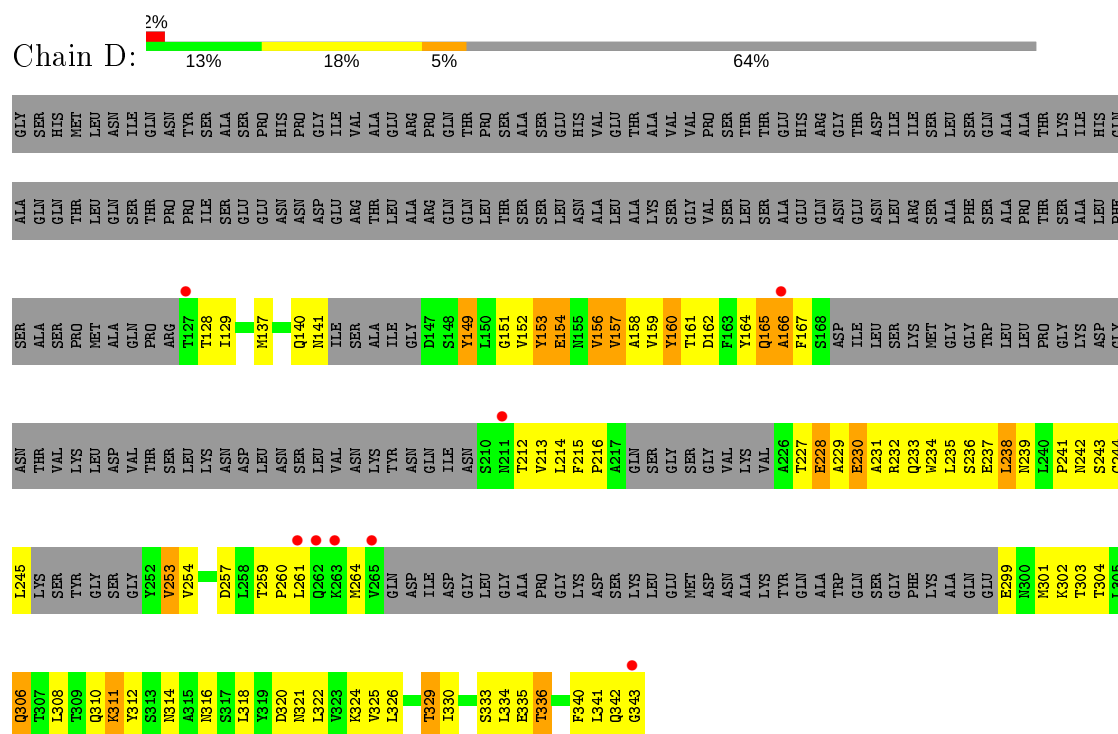 2%
Chain D:
13% 18% 5% 64%
GLY SER HIS MET LEU ASN ILE GLN ASN TYR SER ALA SER PRO HIS PRO GLY ILE VAL ALA GLU ARG PRO GLN THR PRO SER ALA SER GLU HIS VAL GLU THR ALA VAL VAL PRO SER THR THR GLU HIS ARG GLY THR ASP ILE ILE SER LEU SER GLN ALA ALA THR LYS ILE HIS GLN
ALA GLN GLN THR LEU GLN SER THR PRO PRO ILE SER GLU GLU ASN ASN ASP GLU ARG THR LEU ALA ARG GLN GLN LEU THR SER SER LEU ASN ALA LEU ALA LYS SER GLY VAL SER LEU SER ALA GLU GLN ASN GLU ASN LEU ARG SER ALA PHE SER ALA PRO THR SER ALA LEU PHE
SER ALA SER PRO MET ALA GLN PRO ARG T127 T128 I129 M137 Q140 N141 ILE SER ALA ILE GLY D147 S148 Y149 L150 G151 V152 Y153 E154 N155 V156 V157 A158 V159 Y160 T161 D162 F163 Y164 Q165 A166 F167 S168 ASP ILE LEU SER LYS MET GLY GLY TRP LEU LEU PRO GLY LYS ASP GLY
ASN THR VAL LYS LEU ASP VAL THR SER LEU LYS ASN ASP LEU ASN SER LEU VAL ASN LYS TYR ASN GLN ILE ASN S210 N211 T212 V213 L214 F215 P216 A217 GLN SER GLY SER GLY VAL LYS VAL A226 T227 E228 A229 E230 A231 R232 Q233 W234 L235 S236 E237 L238 N239 L240 P241 N242 S243 C244
L245 LYS SER TYR GLY SER GLY Y252 V253 V254 D257 L258 T259 P260 L261 Q262 K263 M264 V265 GLN ASP ILE ASP GLY LEU GLY ALA PRO GLY LYS ASP SER LYS LEU GLU MET ASP ASN ALA LYS TYR GLN ALA TRP GLN SER GLY PHE LYS ALA GLN GLU E299 N300 M301 K302 T303 T304 L305
Q306 T307 L308 T309 Q310 K311 Y312 S313 N314 A315 N316 S317 L318 Y319 D320 N321 L322 V323 K324 V325 L326 T329 I330 S333 L334 E335 T336 F340 L341 Q342 G343